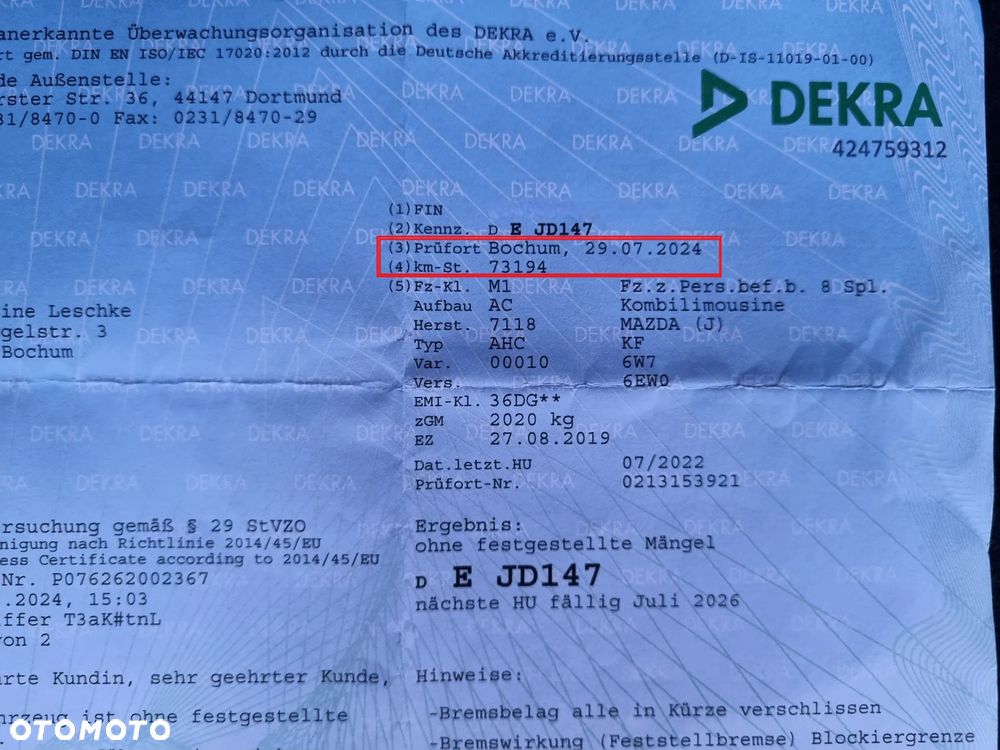 anerkannte Überwachungsorganisation des DEKRA e.V.
rt gem. DIN EN ISO/IEC 17020:2012 durch die Deutsche Akkreditierungsstelle (D-IS-11019-01-00)
de Außenstelle:
rster Str. 36, 44147 Dortmund
31/8470-0 Fax: 0231/8470-29
DEKRA
424759312
(1) FIN
(2) Kennz. D E JD147
(3) Prüfort Bochum, 29.07.2024
(4) km-St. 73194
(5) Fz-Kl. M1 Fz.z.Pers.bef.b. 8 Spl.
Aufbau AC Kombilimousine
Herst. 7118 MAZDA (J)
Typ AHC KF
Var. 00010 6W7
Vers. 6EW0
EMI-Kl. 36DG**
zGM 2020 kg
EZ 27.08.2019
Dat.letzt.HU 07/2022
Prüfort-Nr. 0213153921
ine Leschke
gelstr. 3
Bochum
rsuchung gemäß § 29 StVZO
nigung nach Richtlinie 2014/45/EU
ess Certificate according to 2014/45/EU
Nr. P076262002367
.2024, 15:03
iffer T3aK#tnL
von 2
Ergebnis:
ohne festgestellte Mängel
D E JD147
nächste HU fällig Juli 2026
rte Kundin, sehr geehrter Kunde,
hrzeug ist ohne festgestellte
Hinweise:
-Bremsbelag alle in Kürze verschlissen
-Bremswirkung (Feststellbremse) Blockiergrenze
OTOMOTO